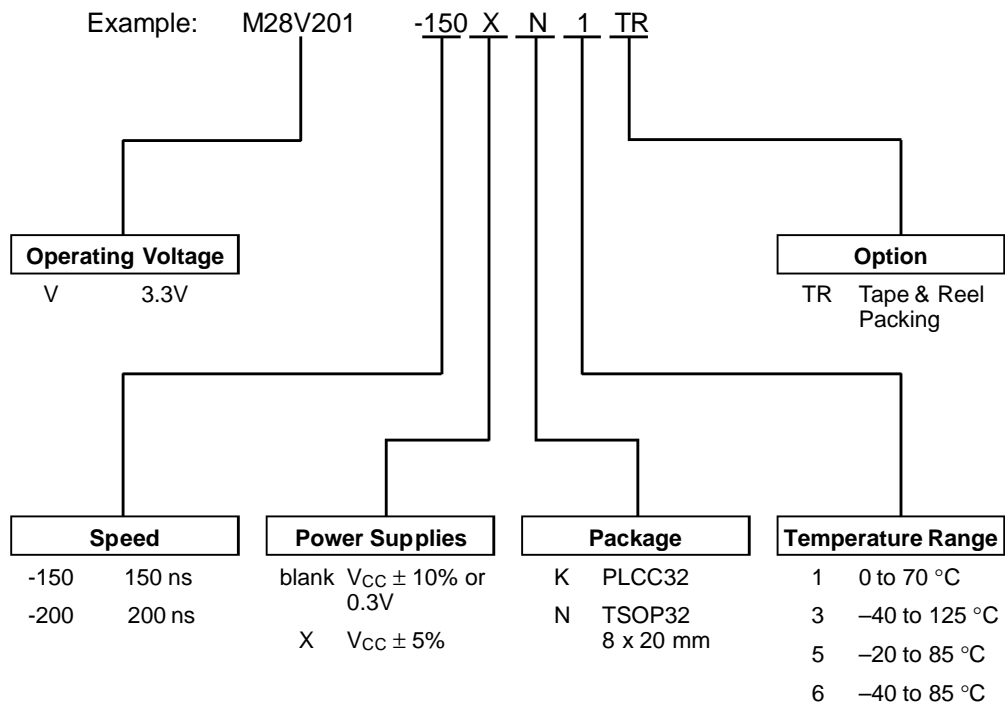 Example: M28V201 -150 X N 1 TR
Operating Voltage
V 3.3V
Option
TR Tape & Reel
Packing
Speed
-150 150 ns
-200 200 ns
Power Supplies
blank VCC ± 10% or
0.3V
X VCC ± 5%
Package
K PLCC32
N TSOP32
8 x 20 mm
Temperature Range
1 0 to 70 °C
3 –40 to 125 °C
5 –20 to 85 °C
6 –40 to 85 °C